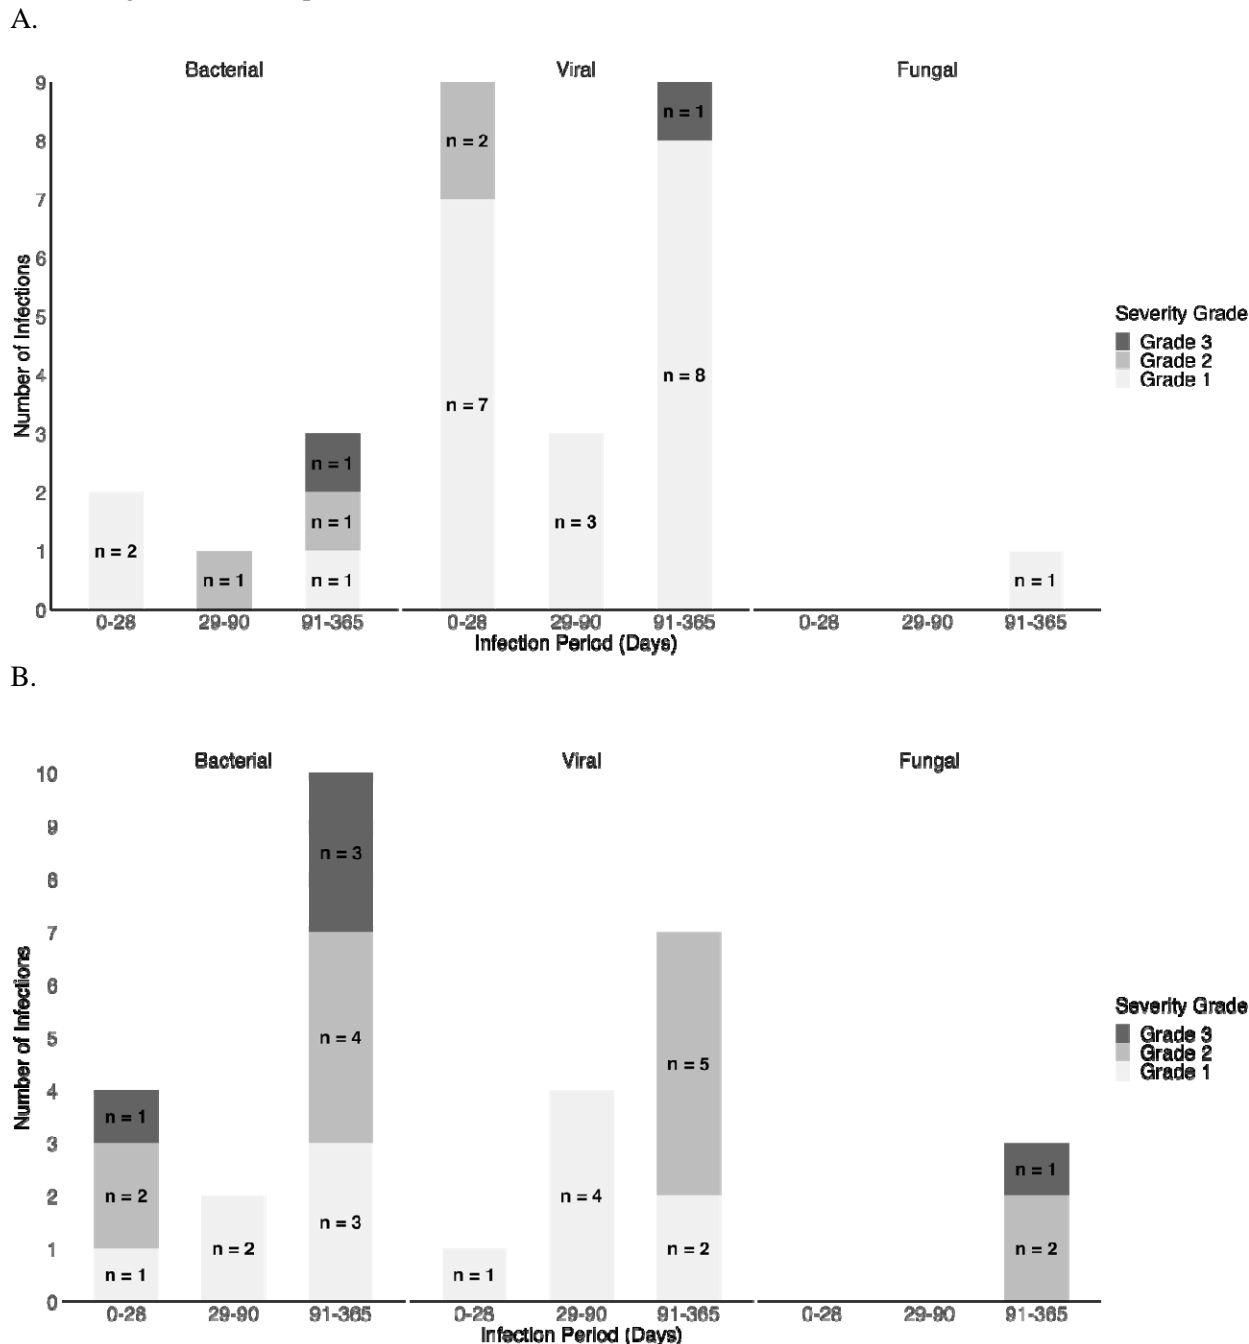 A.
Bacterial Viral Fungal
9
8
7
6
5
4
3
2
1
0
Number of Infections
n = 2
n = 1
n = 1
n = 1
n = 1
n = 2
n = 7
n = 3
n = 1
n = 8
n = 1
0-28 29-90 91-365 0-28 29-90 91-365 0-28 29-90 91-365
Infection Period (Days)
Severity Grade
Grade 3
Grade 2
Grade 1
B.
Bacterial Viral Fungal
10
9
8
7
6
5
4
3
2
1
0
Number of Infections
n = 1
n = 2
n = 1
n = 2
n = 3
n = 4
n = 3
n = 1
n = 4
n = 5
n = 2
n = 1
n = 2
0-28 29-90 91-365 0-28 29-90 91-365 0-28 29-90 91-365
Infection Period (Days)
Severity Grade
Grade 3
Grade 2
Grade 1